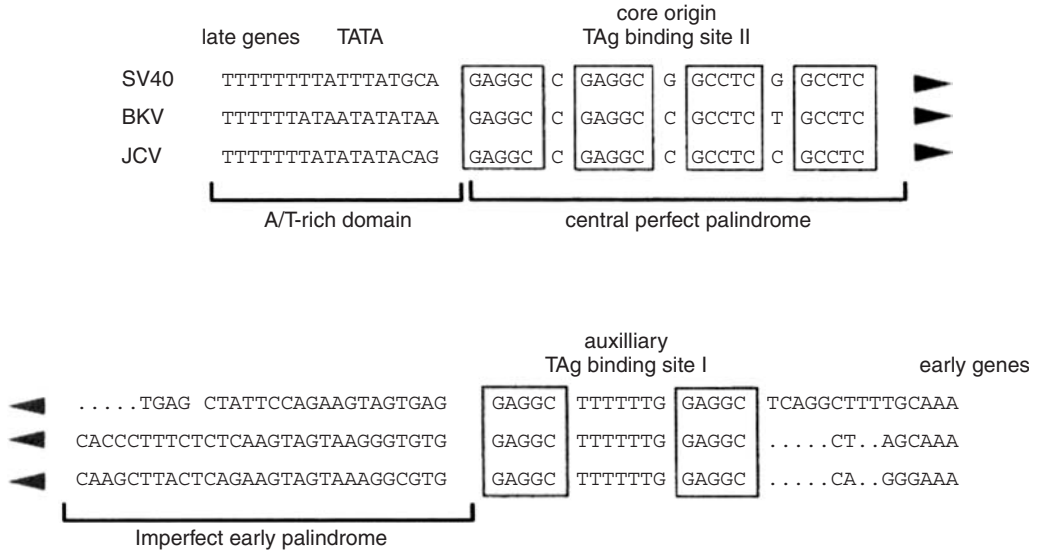 core origin
late genes TATA TAg binding site II
SV40 TTTTTTTTATTTATGCA GAGGC C GAGGC G GCCTC G GCCTC
BKV TTTTTTATAATATATAA GAGGC C GAGGC C GCCTC T GCCTC
JCV TTTTTTTATATATACAG GAGGC C GAGGC C GCCTC C GCCTC
A/T-rich domain central perfect palindrome
auxilliary
TAg binding site I early genes
.....TGAG CTATTCCAGAAGTAGTGAG GAGGC TTTTTTG GAGGC TCAGGCTTTTGCAAA
CACCCTTTCTCTCAAGTAGTAAGGGTGTG GAGGC TTTTTTG GAGGC .....CT..AGCAAA
CAAGCTTACTCAGAAGTAGTAAAGGCGTG GAGGC TTTTTTG GAGGC .....CA..GGGAAA
Imperfect early palindrome